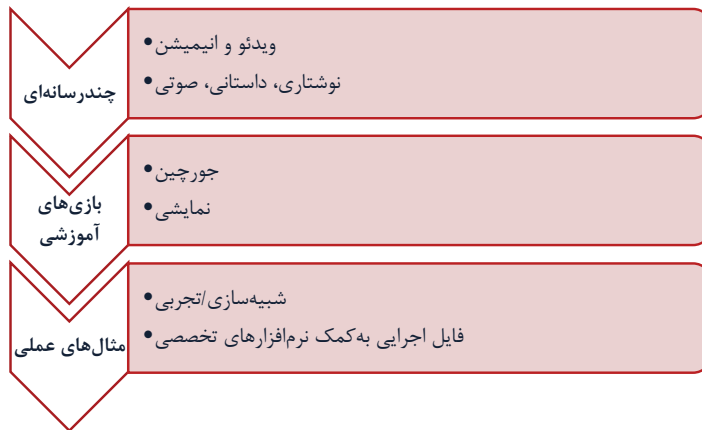 چندرسانه‌ای
•ویدئو و انیمیشن
•نوشتاری، داستانی، صوتی
بازی‌های
آموزشی
•جورچین
•نمایشی
مثال‌های عملی
•شبیه‌سازی/تجربی
•فایل اجرایی به‌کمک نرم‌افزارهای تخصصی